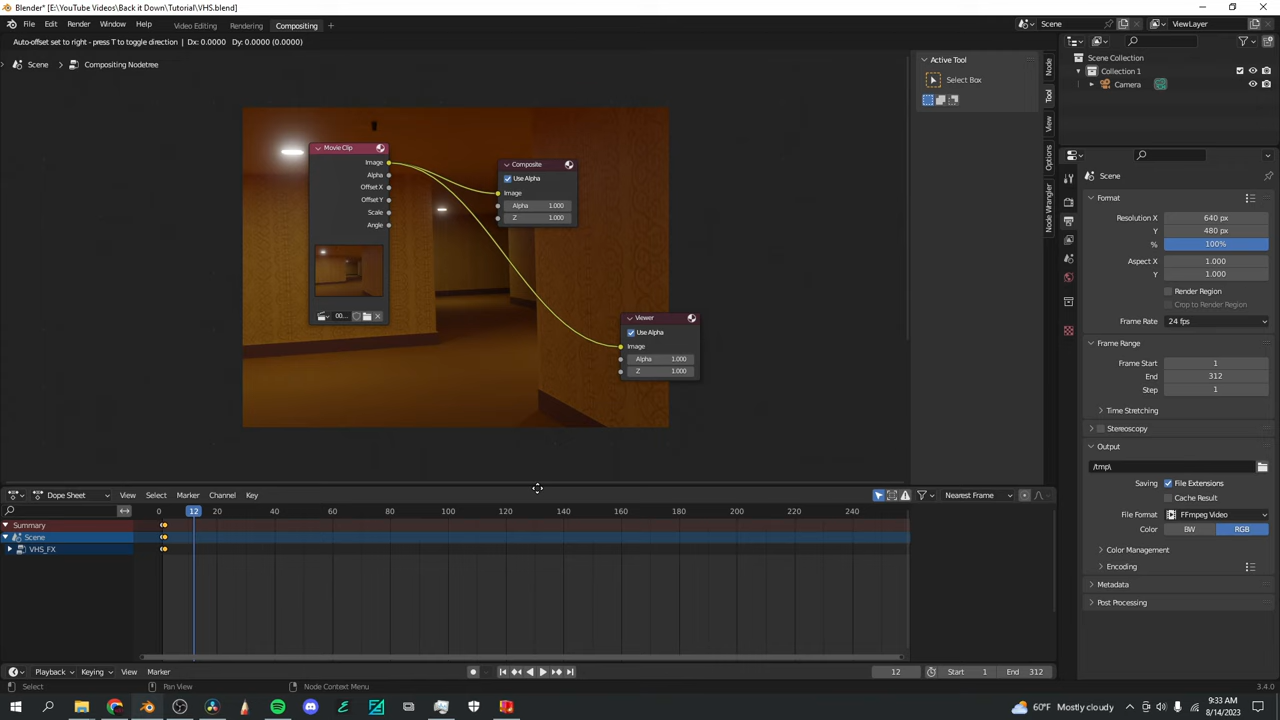 Blender* [E:\YouTube Videos\Back it Down\Tutorial\VHS.blend]
File Edit Render Window Help Video Editing Rendering Compositing + Scene ViewLayer
Auto-offset set to right - press T to toggle direction | Dx: 0.0000 Dy: 0.0000 (0.0000)
Scene Compositing Nodetree
Active Tool
Select Box
Node
Tool
View
Options
Node Wrangler
Movie Clip
Image
Alpha
Offset X
Offset Y
Scale
Angle
00...
Composite
Use Alpha
Image
Alpha 1.000
Z 1.000
Viewer
Use Alpha
Image
Alpha 1.000
Z 1.000
Scene Collection
Collection 1
Camera
Scene
Format
Resolution X 640 px
Y 480 px
% 100%
Aspect X 1.000
Y 1.000
Render Region
Crop to Render Region
Frame Rate 24 fps
Frame Range
Frame Start 1
End 312
Step 1
Time Stretching
Stereoscopy
Output
/tmp\
Saving File Extensions
Cache Result
File Format FFmpeg Video
Color BW RGB
Color Management
Encoding
Metadata
Post Processing
Dope Sheet View Select Marker Channel Key Nearest Frame
0 12 20 40 60 80 100 120 140 160 180 200 220 240
Summary
Scene
VHS_FX
Playback Keying View Marker 12 Start 1 End 312
Select Pan View Node Context Menu 3.4.0
60°F Mostly cloudy
9:33 AM
8/14/2023